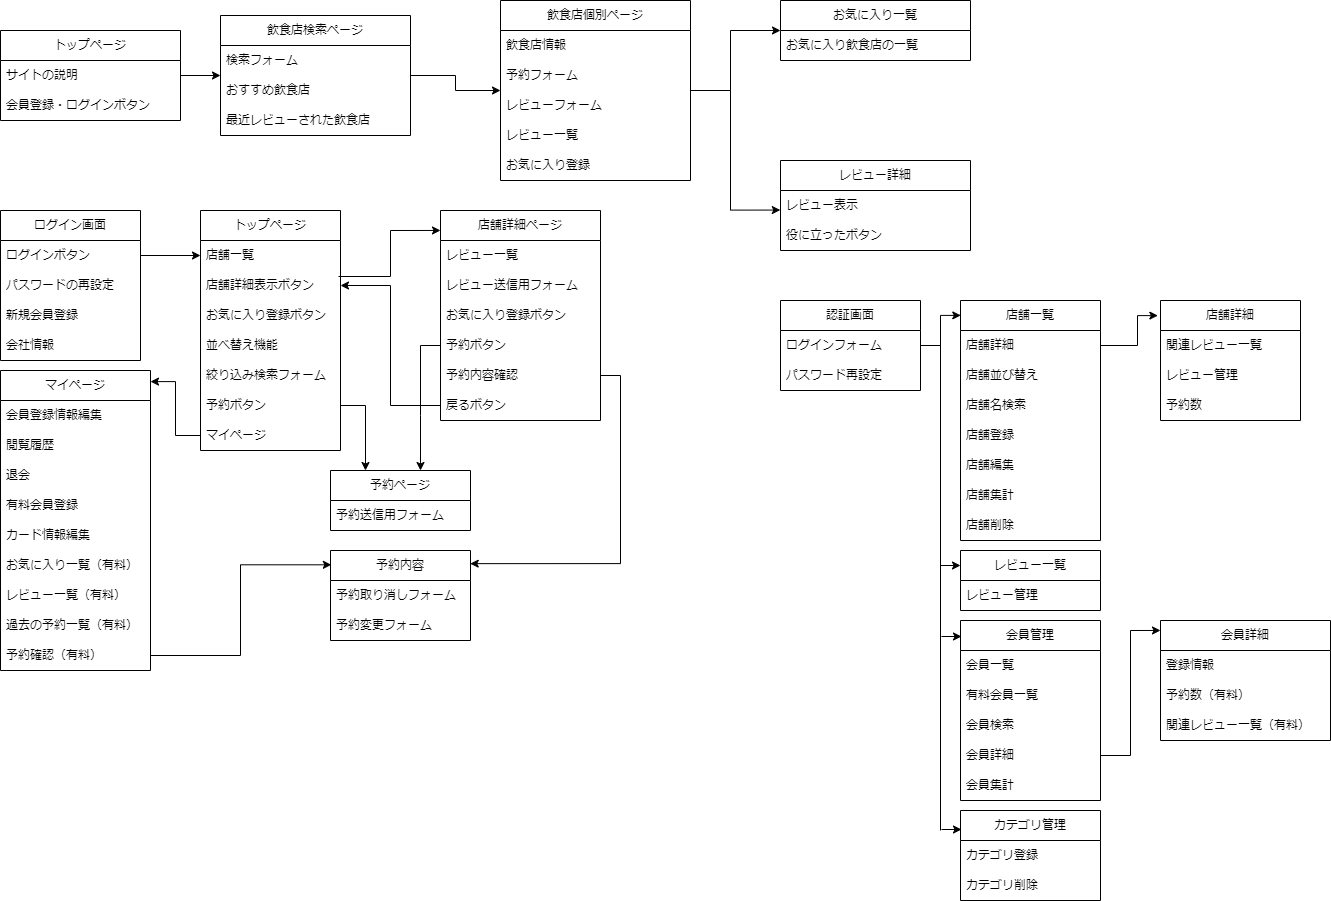 トップページ
サイトの説明
会員登録・ログインボタン
飲食店検索ページ
検索フォーム
おすすめ飲食店
最近レビューされた飲食店
飲食店個別ページ
飲食店情報
予約フォーム
レビューフォーム
レビュー一覧
お気に入り登録
お気に入り一覧
お気に入り飲食店の一覧
レビュー詳細
レビュー表示
役に立ったボタン
ログイン画面
ログインボタン
パスワードの再設定
新規会員登録
会社情報
トップページ
店舗一覧
店舗詳細表示ボタン
お気に入り登録ボタン
並べ替え機能
絞り込み検索フォーム
予約ボタン
マイページ
店舗詳細ページ
レビュー一覧
レビュー送信用フォーム
お気に入り登録ボタン
予約ボタン
予約内容確認
戻るボタン
マイページ
会員登録情報編集
閲覧履歴
退会
有料会員登録
カード情報編集
お気に入り一覧（有料）
レビュー一覧（有料）
過去の予約一覧（有料）
予約確認（有料）
予約ページ
予約送信用フォーム
予約内容
予約取り消しフォーム
予約変更フォーム
認証画面
ログインフォーム
パスワード再設定
店舗一覧
店舗詳細
店舗並び替え
店舗名検索
店舗登録
店舗編集
店舗集計
店舗削除
店舗詳細
関連レビュー一覧
レビュー管理
予約数
レビュー一覧
レビュー管理
会員管理
会員一覧
有料会員一覧
会員検索
会員詳細
会員集計
会員詳細
登録情報
予約数（有料）
関連レビュー一覧（有料）
カテゴリ管理
カテゴリ登録
カテゴリ削除